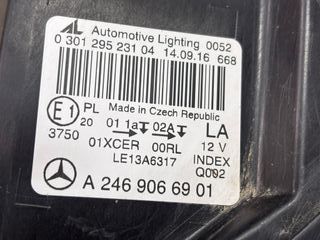 AL Automotive Lighting 0052
0 301 295 231 04 14.09.16 668
E1 PL Made in Czech Republic
20 01 1a 02A LA
3750 01XCER 00RL 12 V
LE13A6317 INDEX
Q002
A 246 906 69 01